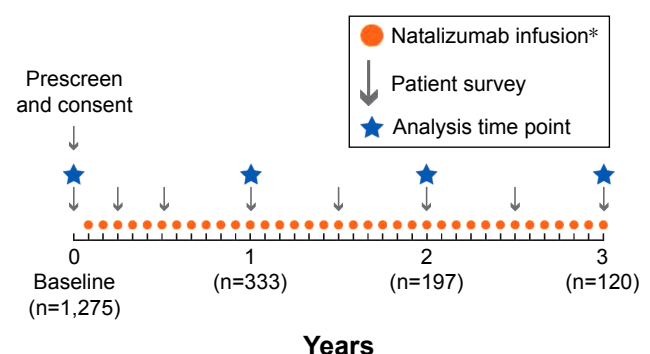 Natalizumab infusion*
Patient survey
Analysis time point
Prescreen
and consent
0
1
2
3
Baseline
(n=1,275)
(n=333)
(n=197)
(n=120)
Years